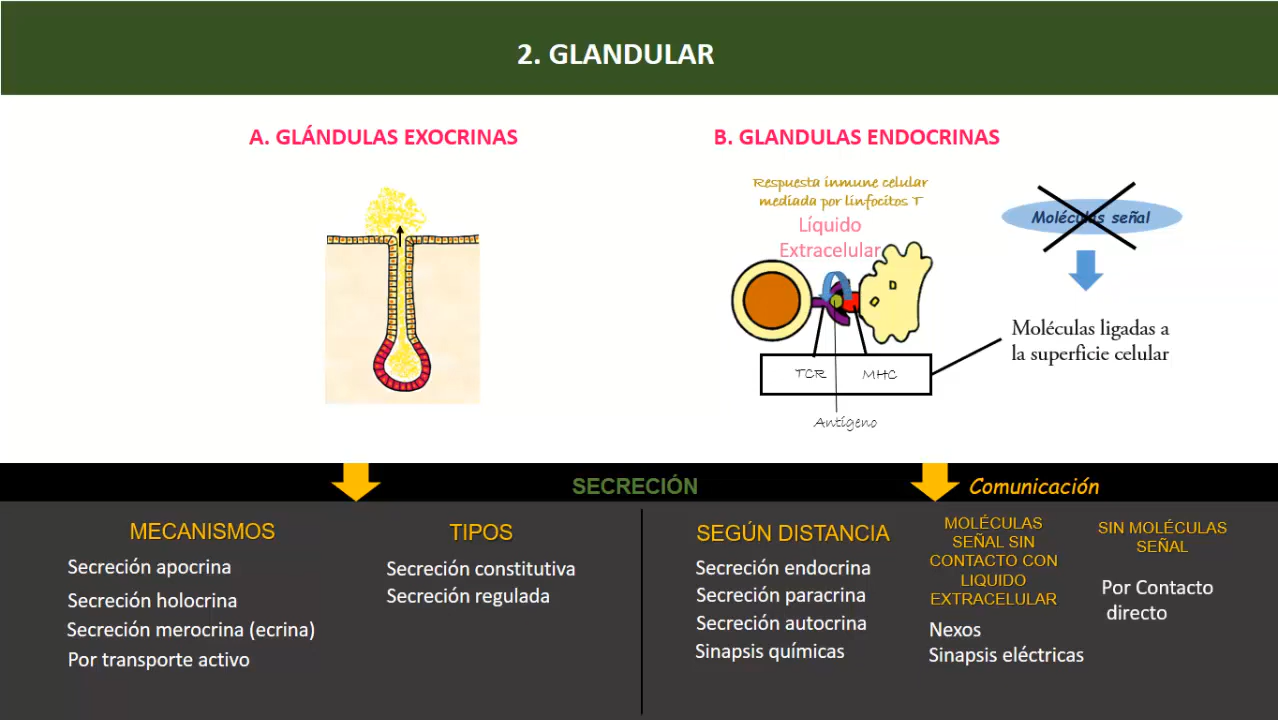 2. GLANDULAR
A. GLÁNDULAS EXOCRINAS
B. GLANDULAS ENDOCRINAS
Respuesta inmune celular
mediada por linfocitos T
Líquido
Extracelular
Moléculas señal
Moléculas ligadas a
la superficie celular
TCR
MHC
Antígeno
SECRECIÓN
Comunicación
MECANISMOS
Secreción apocrina
Secreción holocrina
Secreción merocrina (ecrina)
Por transporte activo
TIPOS
Secreción constitutiva
Secreción regulada
SEGÚN DISTANCIA
Secreción endocrina
Secreción paracrina
Secreción autocrina
Sinapsis químicas
MOLÉCULAS
SEÑAL SIN
CONTACTO CON
LIQUIDO
EXTRACELULAR
Nexos
Sinapsis eléctricas
SIN MOLÉCULAS
SEÑAL
Por Contacto
directo